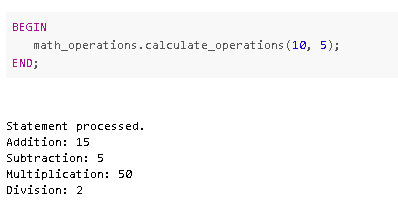 BEGIN
math_operations.calculate_operations(10, 5);
END;
Statement processed.
Addition: 15
Subtraction: 5
Multiplication: 50
Division: 2